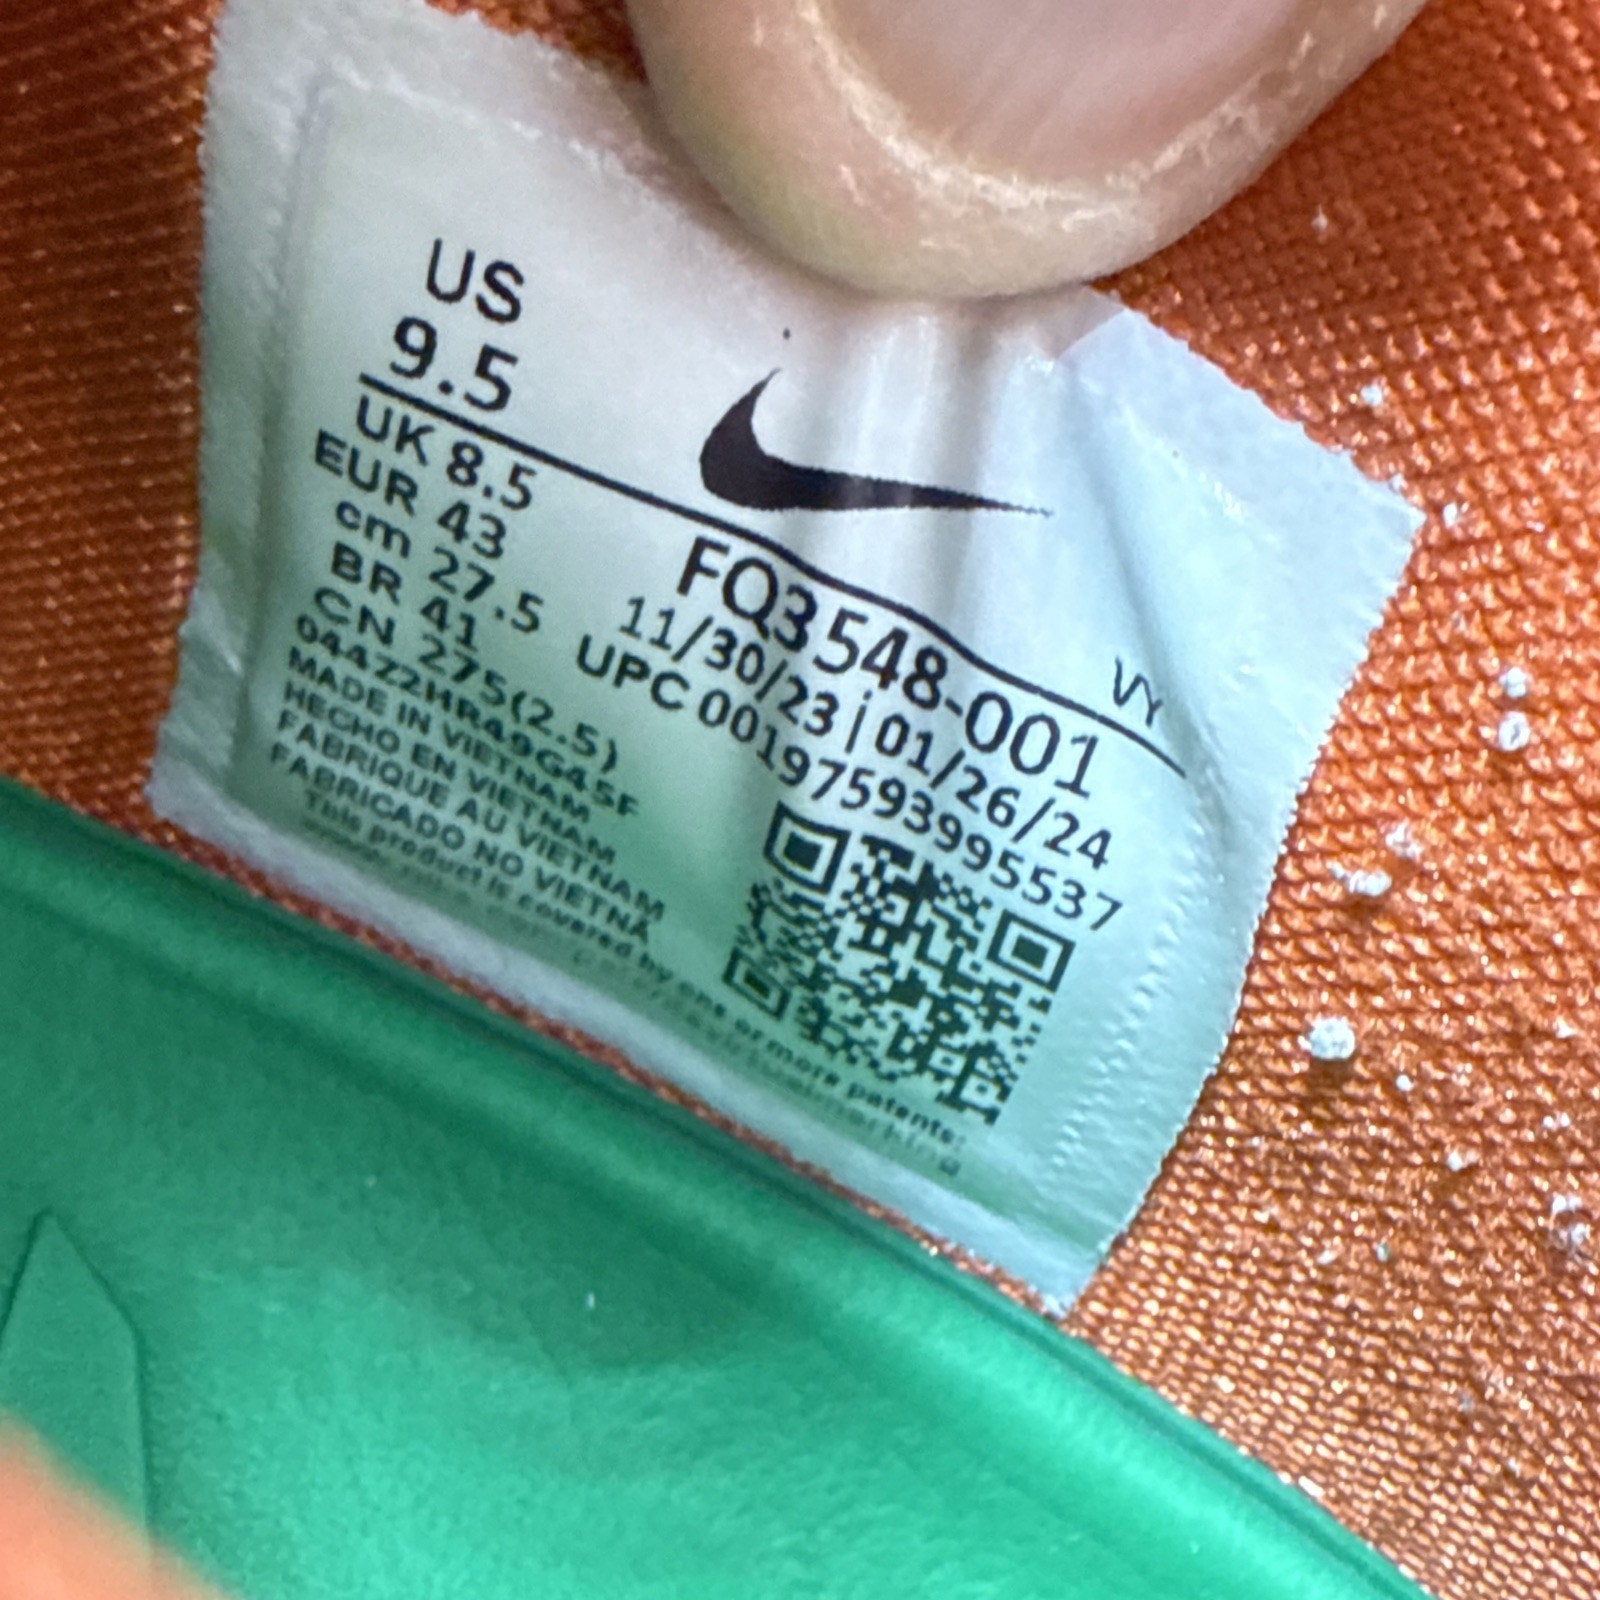 US
9.5
UK 8.5
EUR 43
cm 27.5
BR 41
CN 275(2.5)
044Z2HR49G45F
MADE IN VIETNAM
HECHO EN VIETNAM
FABRIQUE AU VIETNAM
FABRICADO NO VIETNÃ
This product is covered by one or more patents:
VY
FQ3548-001
11/30/23 | 01/26/24
UPC 00197593995537